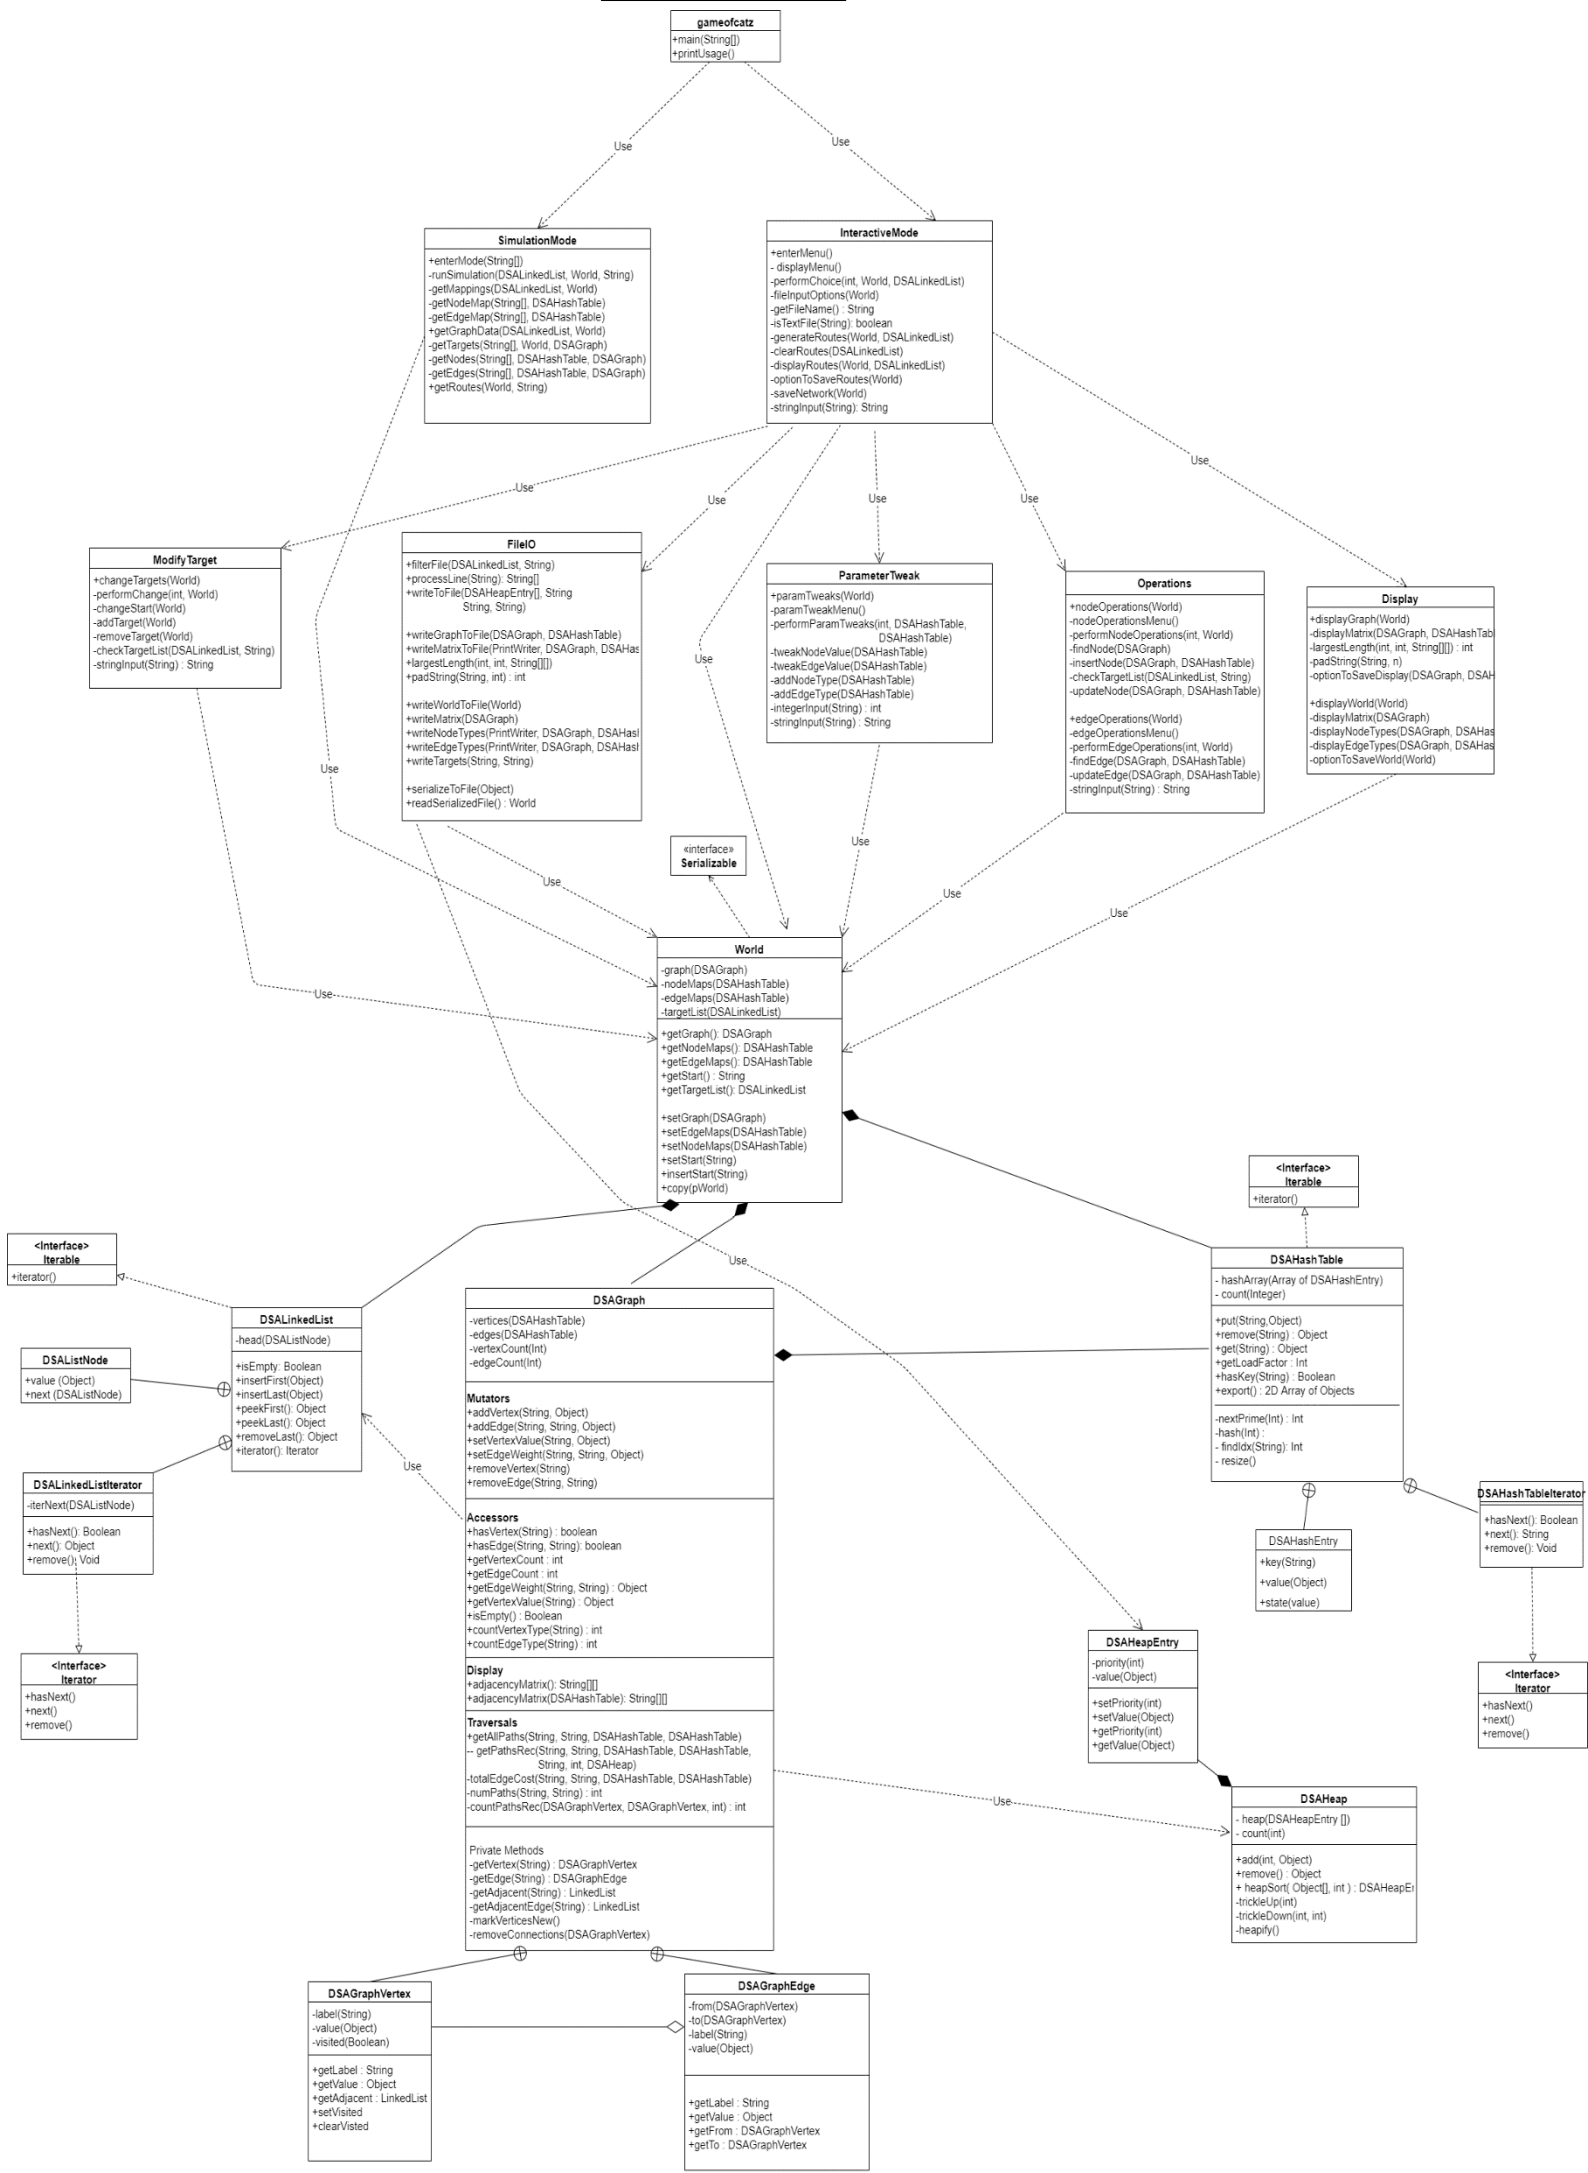 gameofcatz
+main(String[])
+printUsage()
Use
Use
SimulationMode
+enterMode(String[])
-runSimulation(DSALinkedList, World, String)
-getMappings(DSALinkedList, World)
-getNodeMap(String[], DSAHashTable)
-getEdgeMap(String[], DSAHashTable)
+getGraphData(DSALinkedList, World)
-getTargets(String[], World, DSAGraph)
-getNodes(String[], DSAHashTable, DSAGraph)
-getEdges(String[], DSAHashTable, DSAGraph)
+getRoutes(World, String)
InteractiveMode
+enterMenu()
- displayMenu()
-performChoice(int, World, DSALinkedList)
-fileInputOptions(World)
-getFileName() : String
-isTextFile(String): boolean
-generateRoutes(World, DSALinkedList)
-clearRoutes(DSALinkedList)
-displayRoutes(World, DSALinkedList)
-optionToSaveRoutes(World)
-saveNetwork(World)
-stringInput(String): String
Use
Use
Use
Use
Use
Use
Use
ModifyTarget
+changeTargets(World)
-performChange(int, World)
-changeStart(World)
-addTarget(World)
-removeTarget(World)
-checkTargetList(DSALinkedList, String)
-stringInput(String) : String
FileIO
+filterFile(DSALinkedList, String)
+processLine(String): String[]
+writeToFile(DSAHeapEntry[], String
String, String)
+writeGraphToFile(DSAGraph, DSAHashTable)
+writeMatrixToFile(PrintWriter, DSAGraph, DSAHas
+largestLength(int, int, String[][])
+padString(String, int) : int
+writeWorldToFile(World)
+writeMatrix(DSAGraph)
+writeNodeTypes(PrintWriter, DSAGraph, DSAHasl
+writeEdgeTypes(PrintWriter, DSAGraph, DSAHasl
+writeTargets(String, String)
+serializeToFile(Object)
+readSerializedFile() : World
ParameterTweak
+paramTweaks(World)
-paramTweakMenu()
-performParamTweaks(int, DSAHashTable,
DSAHashTable)
-tweakNodeValue(DSAHashTable)
-tweakEdgeValue(DSAHashTable)
-addNodeType(DSAHashTable)
-addEdgeType(DSAHashTable)
-integerInput(String) : int
-stringInput(String) : String
Operations
+nodeOperations(World)
-nodeOperationsMenu()
-performNodeOperations(int, World)
-findNode(DSAGraph)
-insertNode(DSAGraph, DSAHashTable)
-checkTargetList(DSALinkedList, String)
-updateNode(DSAGraph, DSAHashTable)
+edgeOperations(World)
-edgeOperationsMenu()
-performEdgeOperations(int, World)
-findEdge(DSAGraph, DSAHashTable)
-updateEdge(DSAGraph, DSAHashTable)
-stringInput(String) : String
Display
+displayGraph(World)
-displayMatrix(DSAGraph, DSAHashTabl
-largestLength(int, int, String[][]) : int
-padString(String, n)
-optionToSaveDisplay(DSAGraph, DSAH
+displayWorld(World)
-displayMatrix(DSAGraph)
-displayNodeTypes(DSAGraph, DSAHas
-displayEdgeTypes(DSAGraph, DSAHas
-optionToSaveWorld(World)
Use
Use
Use
Use
Use
Use
«interface»
Serializable
World
-graph(DSAGraph)
-nodeMaps(DSAHashTable)
-edgeMaps(DSAHashTable)
-targetList(DSALinkedList)
+getGraph(): DSAGraph
+getNodeMaps(): DSAHashTable
+getEdgeMaps(): DSAHashTable
+getStart() : String
+getTargetList(): DSALinkedList
+setGraph(DSAGraph)
+setEdgeMaps(DSAHashTable)
+setNodeMaps(DSAHashTable)
+setStart(String)
+insertStart(String)
+copy(pWorld)
Use
<Interface>
Iterable
+iterator()
<Interface>
Iterable
+iterator()
DSALinkedList
-head(DSAListNode)
+isEmpty: Boolean
+insertFirst(Object)
+insertLast(Object)
+peekFirst(): Object
+peekLast(): Object
+removeLast(): Object
+iterator(): Iterator
DSAListNode
+value (Object)
+next (DSAListNode)
DSALinkedListIterator
-iterNext(DSAListNode)
+hasNext(): Boolean
+next(): Object
+remove(): Void
<Interface>
Iterator
+hasNext()
+next()
+remove()
Use
DSAGraph
-vertices(DSAHashTable)
-edges(DSAHashTable)
-vertexCount(Int)
-edgeCount(Int)
Mutators
+addVertex(String, Object)
+addEdge(String, String, Object)
+setVertexValue(String, Object)
+setEdgeWeight(String, String, Object)
+removeVertex(String)
+removeEdge(String, String)
Accessors
+hasVertex(String) : boolean
+hasEdge(String, String): boolean
+getVertexCount : int
+getEdgeCount : int
+getEdgeWeight(String, String) : Object
+getVertexValue(String) : Object
+isEmpty() : Boolean
+countVertexType(String) : int
+countEdgeType(String) : int
Display
+adjacencyMatrix(): String[][]
+adjacencyMatrix(DSAHashTable): String[][]
Traversals
+getAllPaths(String, String, DSAHashTable, DSAHashTable)
-- getPathsRec(String, String, DSAHashTable, DSAHashTable,
String, int, DSAHeap)
-totalEdgeCost(String, String, DSAHashTable, DSAHashTable)
-numPaths(String, String) : int
-countPathsRec(DSAGraphVertex, DSAGraphVertex, int) : int
Private Methods
-getVertex(String) : DSAGraphVertex
-getEdge(String) : DSAGraphEdge
-getAdjacent(String) : LinkedList
-getAdjacentEdge(String) : LinkedList
-markVerticesNew()
-removeConnections(DSAGraphVertex)
DSAHashTable
- hashArray(Array of DSAHashEntry)
- count(Integer)
+put(String,Object)
+remove(String) : Object
+get(String) : Object
+getLoadFactor : Int
+hasKey(String) : Boolean
+export() : 2D Array of Objects
-nextPrime(Int) : Int
-hash(Int) :
- findIdx(String): Int
- resize()
DSAHashEntry
+key(String)
+value(Object)
+state(value)
DSAHashTableIterator
+hasNext(): Boolean
+next(): String
+remove(): Void
<Interface>
Iterator
+hasNext()
+next()
+remove()
DSAHeapEntry
-priority(int)
-value(Object)
+setPriority(int)
+setValue(Object)
+getPriority(int)
+getValue(Object)
Use
DSAHeap
- heap(DSAHeapEntry [])
- count(int)
+add(int, Object)
+remove() : Object
+ heapSort( Object[], int ) : DSAHeapEi
-trickleUp(int)
-trickleDown(int, int)
-heapify()
DSAGraphVertex
-label(String)
-value(Object)
-visited(Boolean)
+getLabel : String
+getValue : Object
+getAdjacent : LinkedList
+setVisited
+clearVisted
DSAGraphEdge
-from(DSAGraphVertex)
-to(DSAGraphVertex)
-label(String)
-value(Object)
+getLabel : String
+getValue : Object
+getFrom : DSAGraphVertex
+getTo : DSAGraphVertex